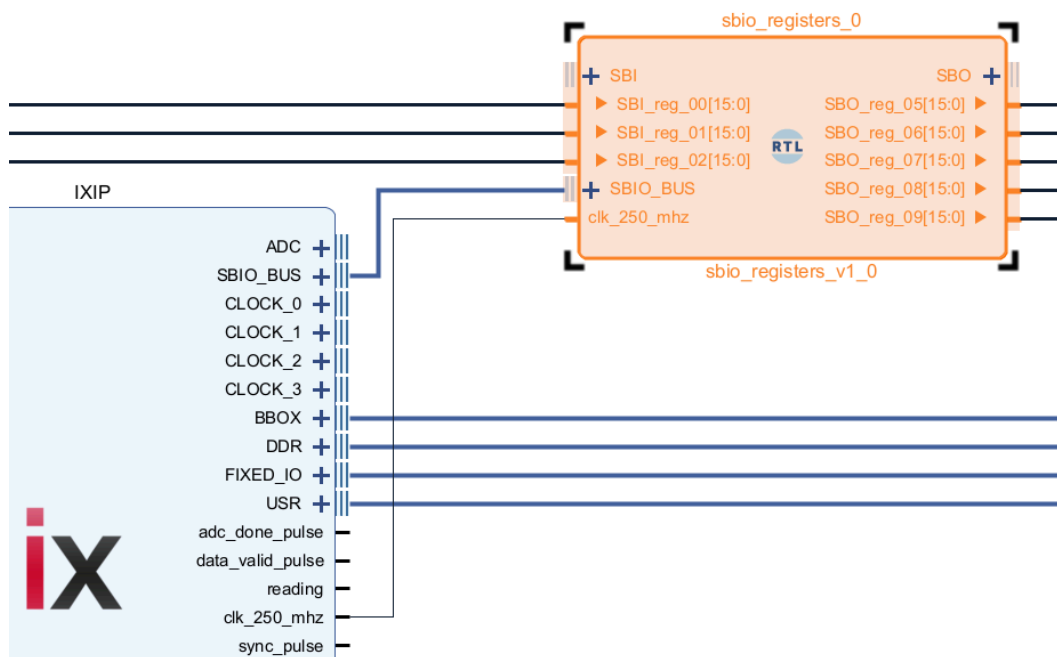 sbio_registers_0
SBI
SBO
SBI_reg_00[15:0]
SBO_reg_05[15:0]
SBI_reg_01[15:0]
SBO_reg_06[15:0]
RTL
SBI_reg_02[15:0]
SBO_reg_07[15:0]
SBIO_BUS
SBO_reg_08[15:0]
clk_250_mhz
SBO_reg_09[15:0]
sbio_registers_v1_0
IXIP
ADC
SBIO_BUS
CLOCK_0
CLOCK_1
CLOCK_2
CLOCK_3
BBOX
DDR
FIXED_IO
USR
adc_done_pulse
data_valid_pulse
reading
clk_250_mhz
sync_pulse
ix